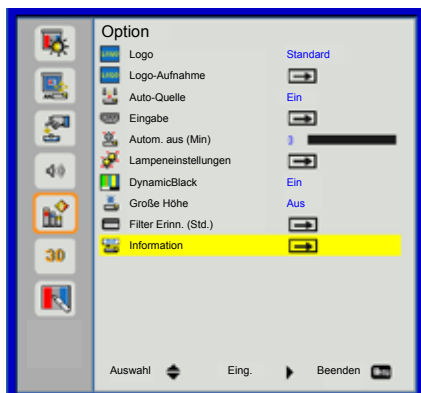 Option
Logo Standard
Logo-Aufnahme
Auto-Quelle Ein
Eingabe
Autom. aus (Min)
Lampeneinstellungen
DynamicBlack Ein
Große Höhe Aus
Filter Erinn. (Std.)
3D
Information
Auswahl Eing. Beenden